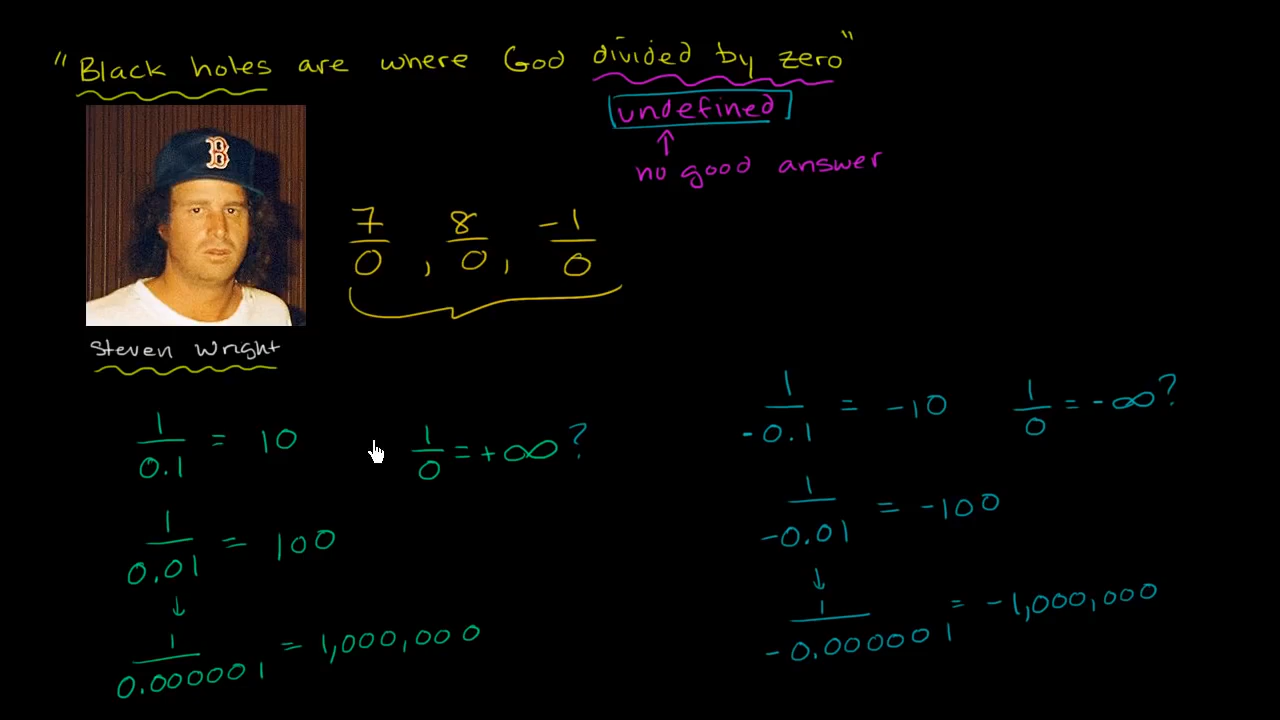 "Black holes are where God divided by zero"
undefined
↑
no good answer
B
7/0 , 8/0, -1/0
Steven Wright
1/0.1 = 10
1/0 = +∞?
1/0.01 = 100
↓
1/0.000001 = 1,000,000
1/-0.1 = -10
1/0 = -∞?
1/-0.01 = -100
↓
1/-0.000001 = -1,000,000